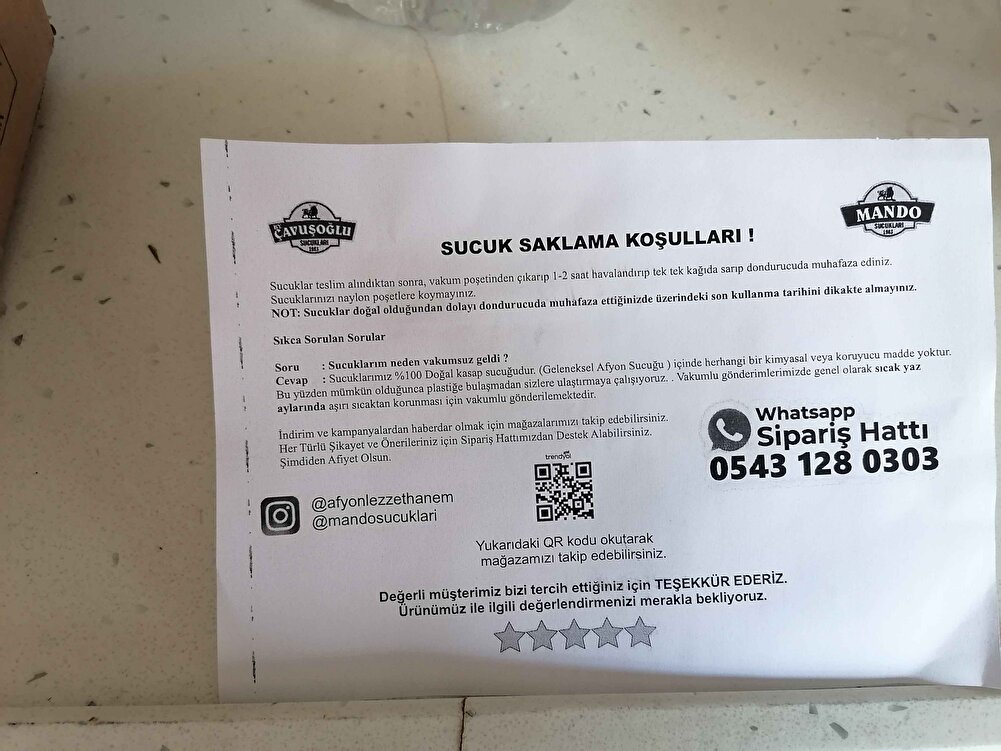 ÇAVUŞOĞLU
SUCUKLARI
MANDO
SUCUKLARI
SUCUK SAKLAMA KOŞULLARI !
Sucuklar teslim alındıktan sonra, vakum poşetinden çıkarıp 1-2 saat havalandırıp tek tek kağıda sarıp dondurucuda muhafaza ediniz.
Sucuklarınızı naylon poşetlere koymayınız.
NOT: Sucuklar doğal olduğundan dolayı dondurucuda muhafaza ettiğinizde üzerindeki son kullanma tarihini dikakte almayınız.
Sıkca Sorulan Sorular
Soru : Sucuklarım neden vakumsuz geldi ?
Cevap : Sucuklarımız %100 Doğal kasap sucuğudur. (Geleneksel Afyon Sucuğu ) içinde herhangi bir kimyasal veya koruyucu madde yoktur.
Bu yüzden mümkün olduğunca plastiğe bulaşmadan sizlere ulaştırmaya çalışıyoruz. . Vakumlu gönderimlerimizde genel olarak sıcak yaz
aylarında aşırı sıcaktan korunması için vakumlu gönderilmektedir.
İndirim ve kampanyalardan haberdar olmak için mağazalarımızı takip edebilirsiniz.
Her Türlü Şikayet ve Önerileriniz için Sipariş Hattımızdan Destek Alabilirsiniz.
Şimdiden Afiyet Olsun.
Whatsapp
Sipariş Hattı
0543 128 0303
trendyol
@afyonlezzethanem
@mandosucuklari
Yukarıdaki QR kodu okutarak
mağazamızı takip edebilirsiniz.
Değerli müşterimiz bizi tercih ettiğiniz için TEŞEKKÜR EDERİZ.
Ürünümüz ile ilgili değerlendirmenizi merakla bekliyoruz.